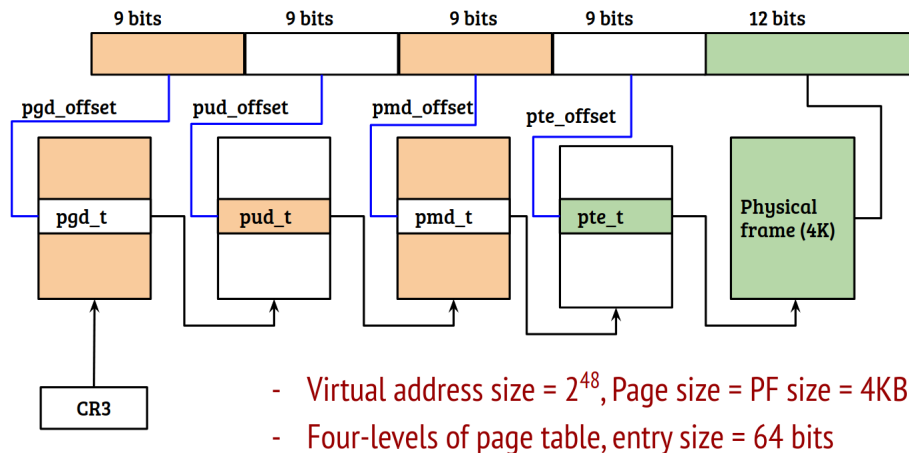 9 bits 9 bits 9 bits 9 bits 12 bits
pgd_offset pud_offset pmd_offset pte_offset
pgd_t pud_t pmd_t pte_t Physical
frame (4K)
CR3
- Virtual address size = 2⁴⁸, Page size = PF size = 4KB
- Four-levels of page table, entry size = 64 bits